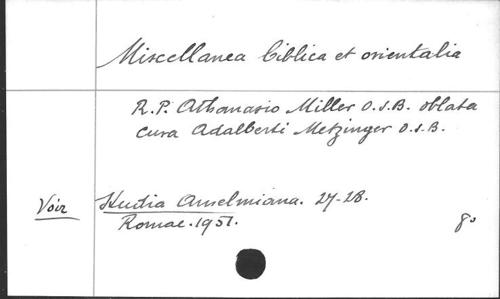 Miscellanea biblica et orientalia
R.P. Athanasio Miller O.S.B. oblata
cura Adalberti Metzinger O.S.B.
Voir Studia Anselmiana. 27-28.
Romae. 1951. 8°